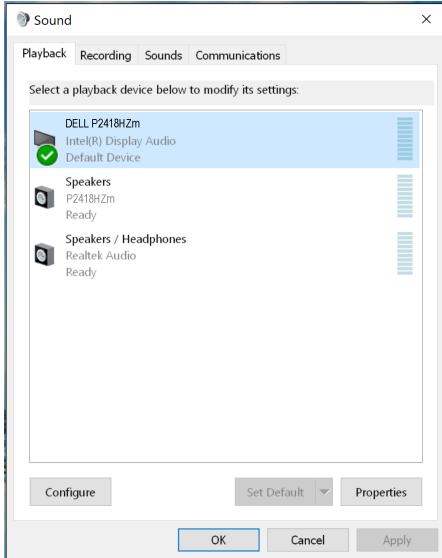 Sound
Playback Recording Sounds Communications
Select a playback device below to modify its settings:
DELL P2418HZm
Intel(R) Display Audio
Default Device
Speakers
P2418HZm
Ready
Speakers / Headphones
Realtek Audio
Ready
Configure Set Default Properties
OK Cancel Apply